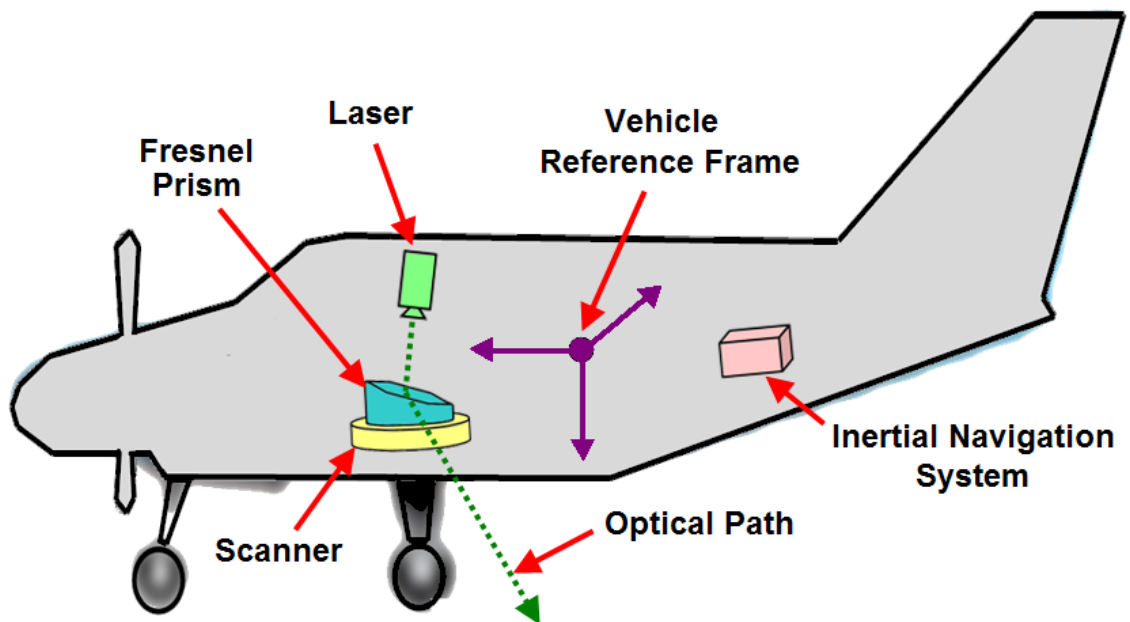 Laser
Vehicle
Reference Frame
Fresnel
Prism
Inertial Navigation
System
Optical Path
Scanner